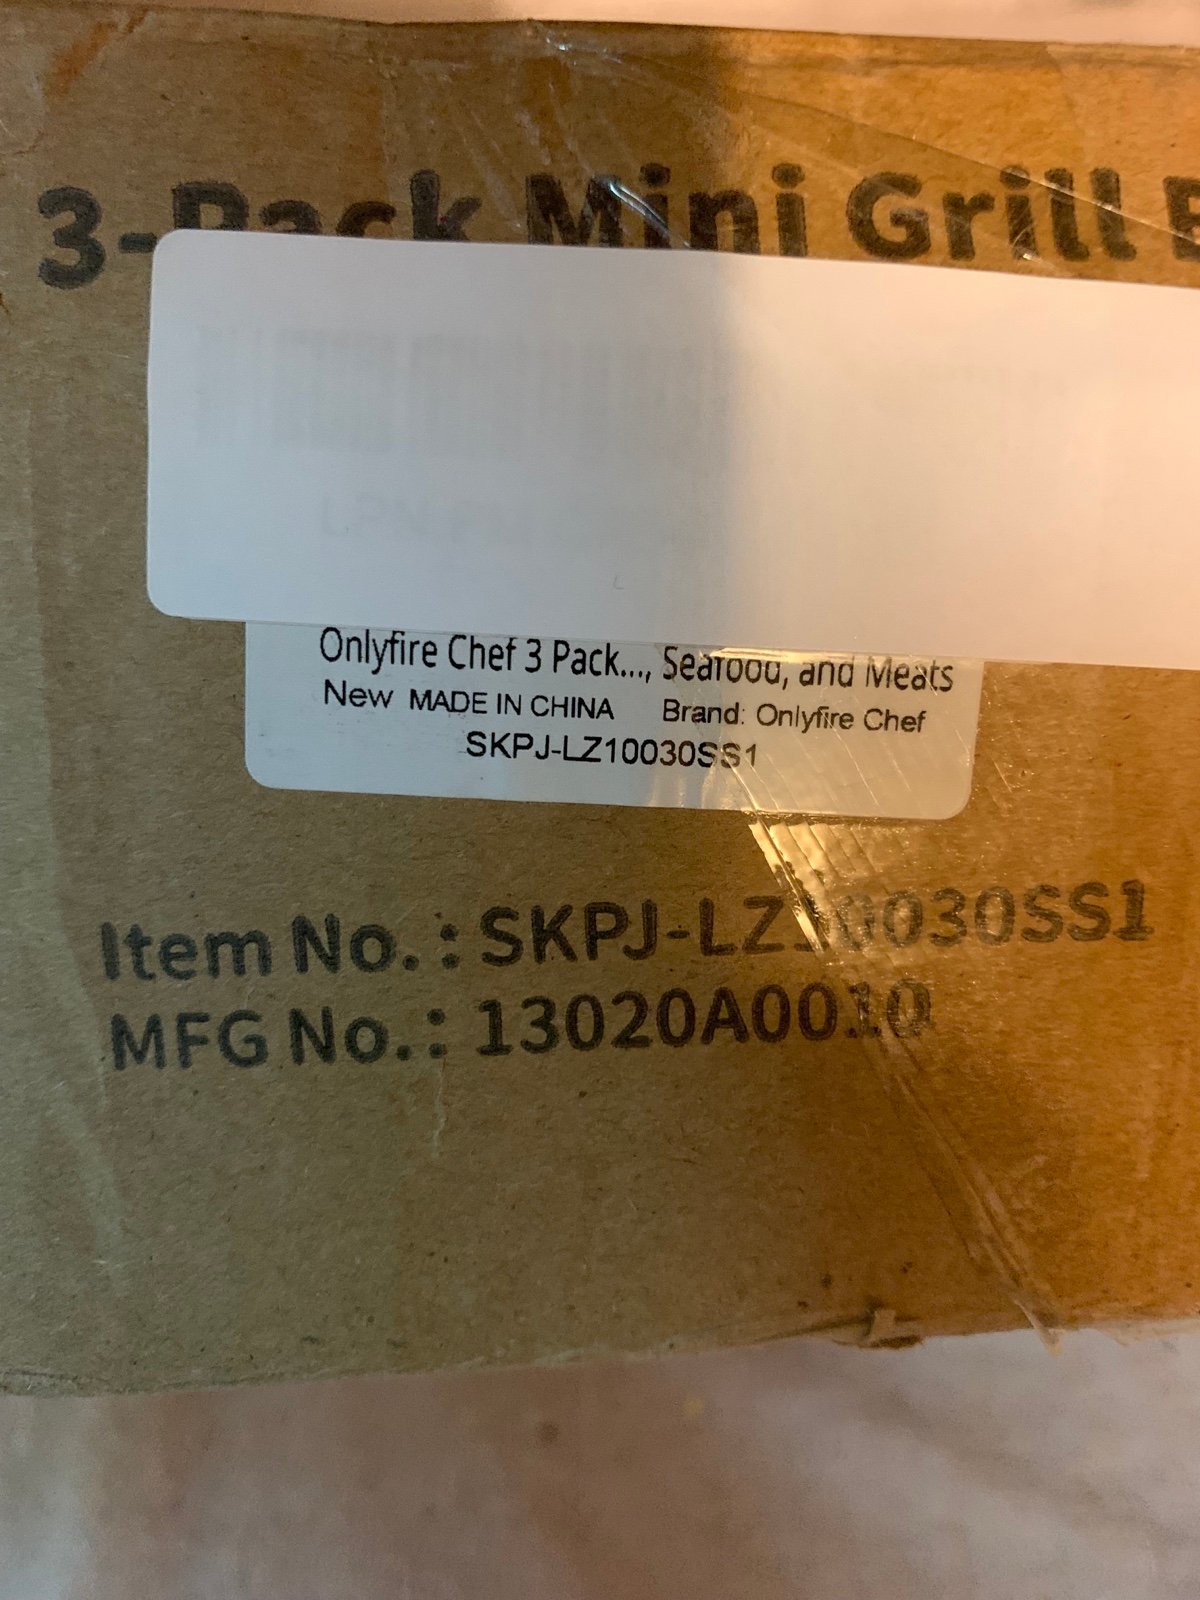 3-Pack Mini Grill
Onlyfire Chef 3 Pack..., Seafood, and Meats
New MADE IN CHINA Brand: Onlyfire Chef
SKPJ-LZ10030SS1
Item No. : SKPJ-LZ10030SS1
MFG No. : 13020A0010